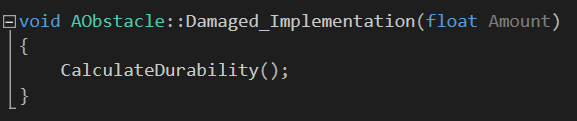 void AObstacle::Damaged_Implementation(float Amount)
{
    CalculateDurability();
}